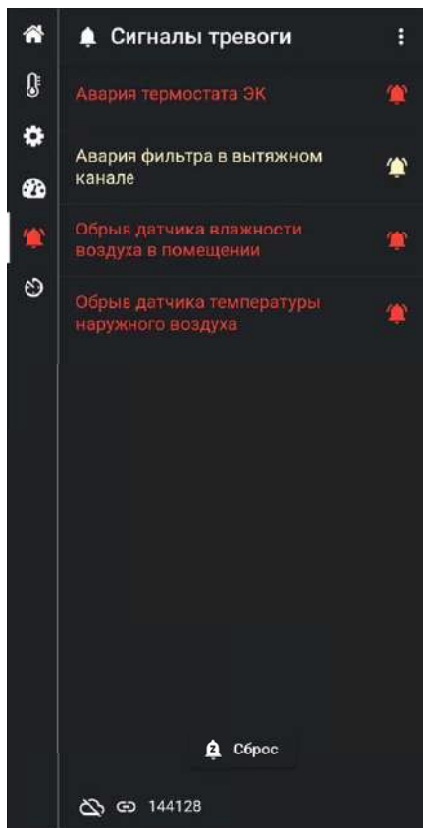 Сигналы тревоги
Авария термостата ЭК
Авария фильтра в вытяжном
канале
Обрыв датчика влажности
воздуха в помещении
Обрыв датчика температуры
наружного воздуха
Сброс
144128